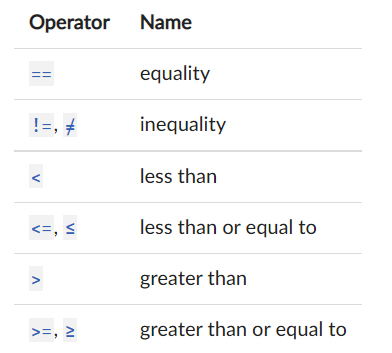 Operator Name
== equality
!=, ≠ inequality
< less than
<=, ≤ less than or equal to
> greater than
>=, ≥ greater than or equal to